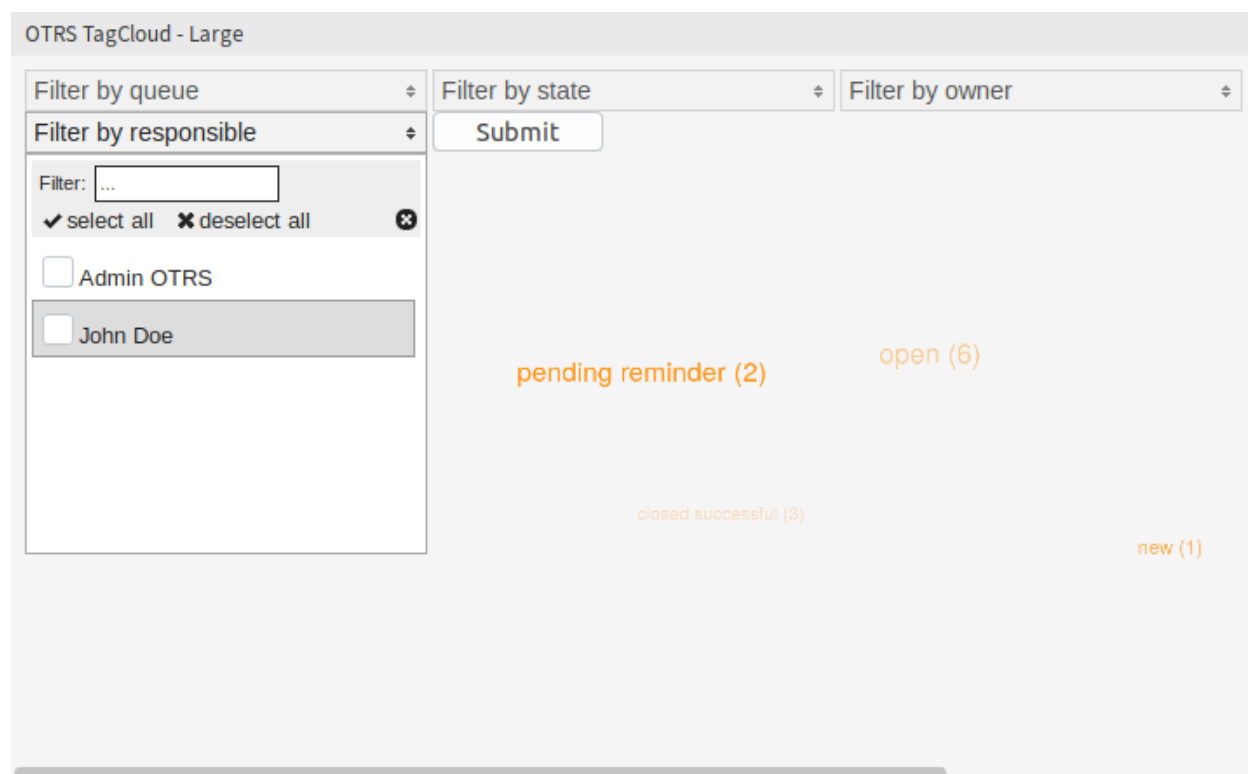 OTRS TagCloud - Large
Filter by queue Filter by state Filter by owner
Filter by responsible Submit
Filter: ...
select all deselect all
Admin OTRS
John Doe
open (6)
pending reminder (2)
closed successful (3)
new (1)